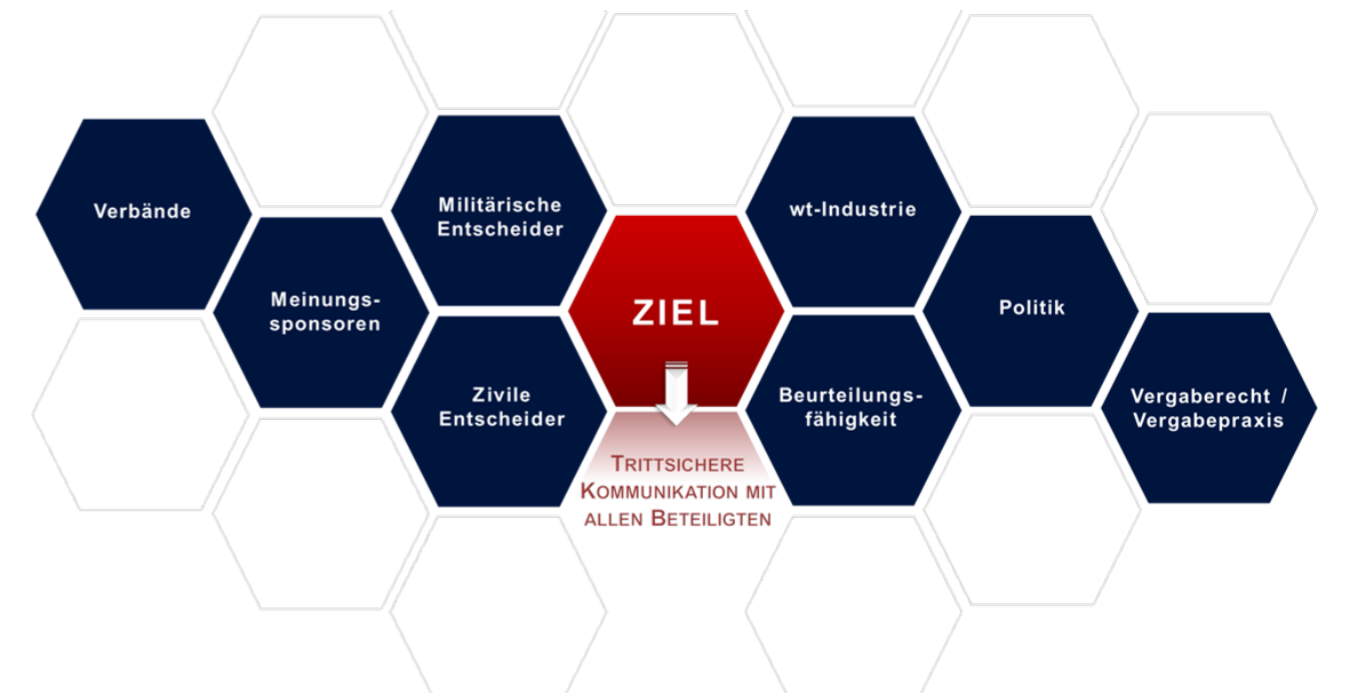 Verbände
Meinungs-
sponsoren
Militärische
Entscheider
Zivile
Entscheider
ZIEL
TRITTSICHERE
KOMMUNIKATION MIT
ALLEN BETEILIGTEN
wt-Industrie
Beurteilungs-
fähigkeit
Politik
Vergaberecht /
Vergabepraxis